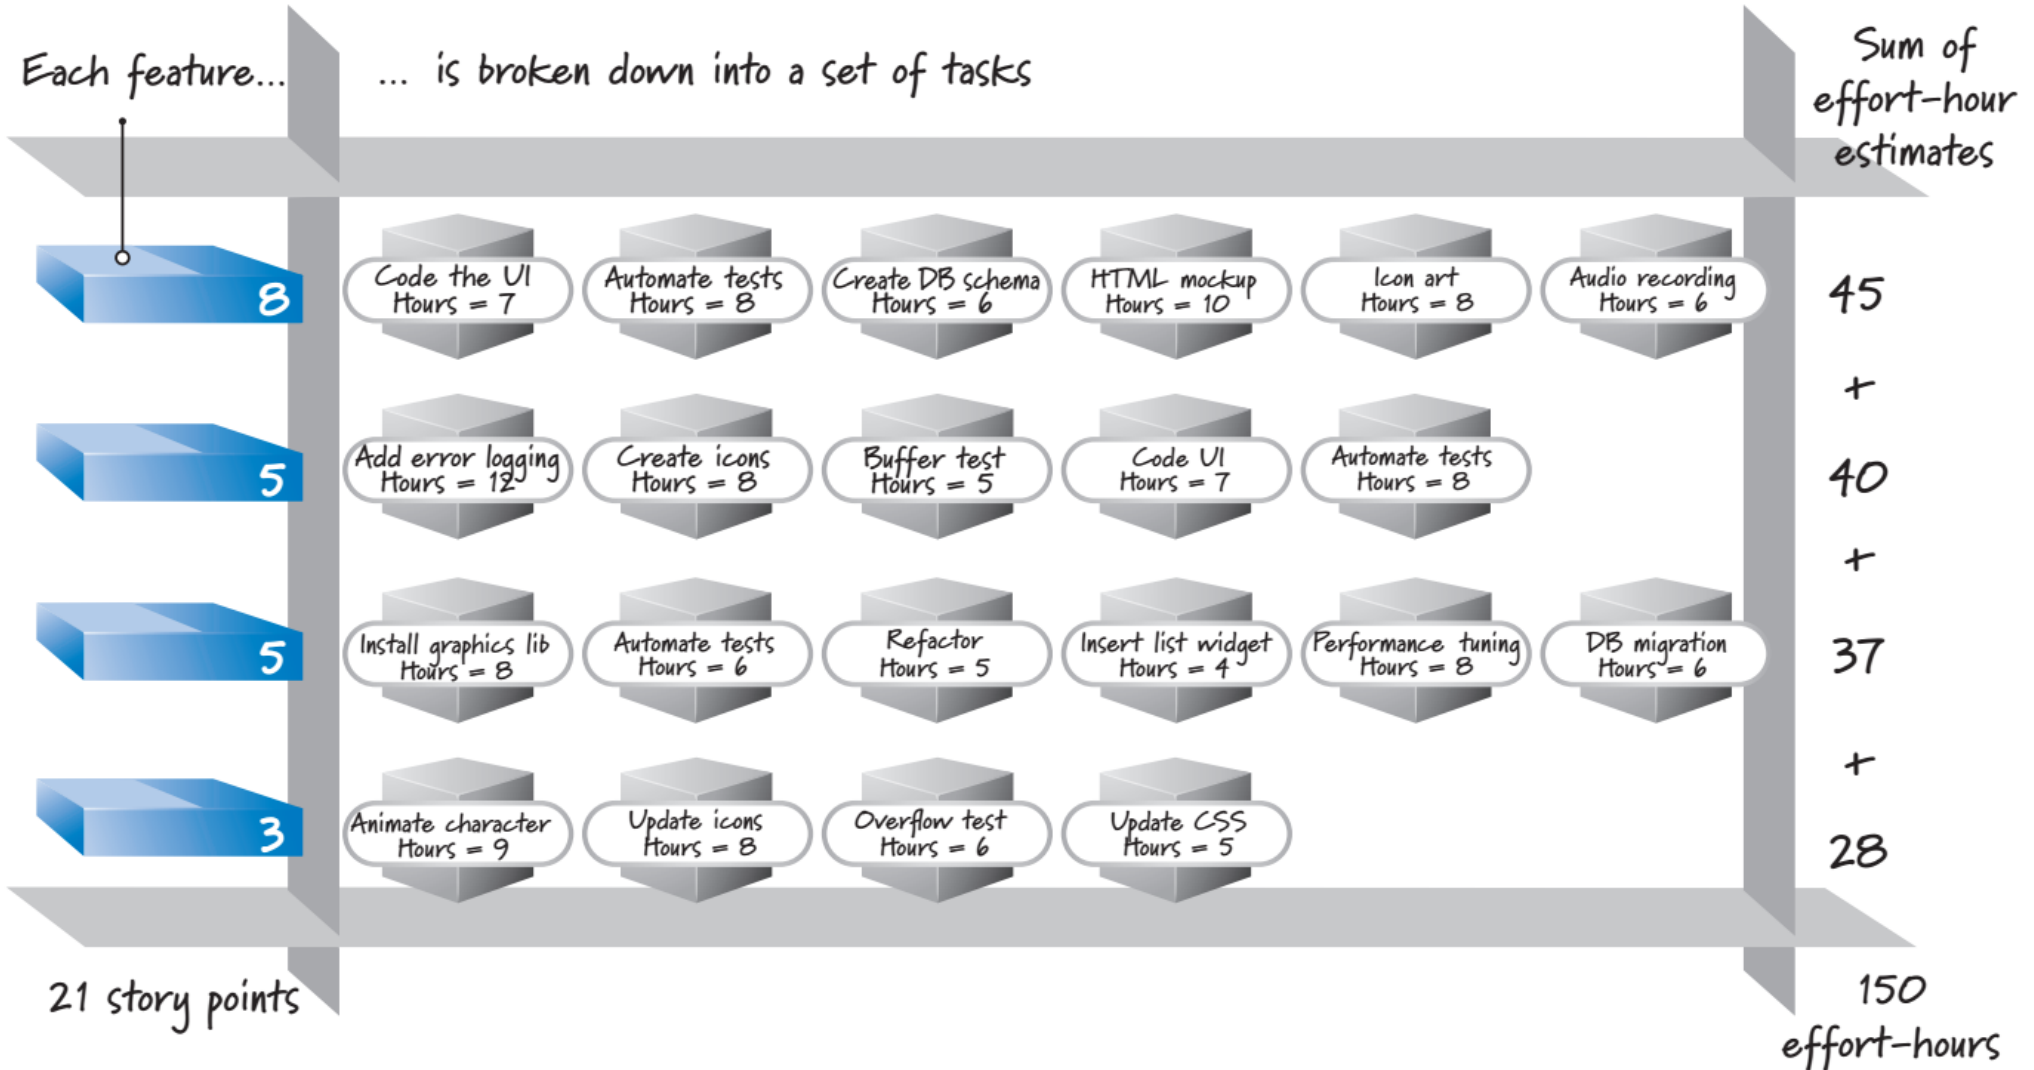 Each feature...
... is broken down into a set of tasks
Sum of
effort-hour
estimates
8
Code the UI
Hours = 7
Automate tests
Hours = 8
Create DB schema
Hours = 6
HTML mockup
Hours = 10
Icon art
Hours = 8
Audio recording
Hours = 6
45
+
5
Add error logging
Hours = 12
Create icons
Hours = 8
Buffer test
Hours = 5
Code UI
Hours = 7
Automate tests
Hours = 8
40
+
5
Install graphics lib
Hours = 8
Automate tests
Hours = 6
Refactor
Hours = 5
Insert list widget
Hours = 4
Performance tuning
Hours = 8
DB migration
Hours = 6
37
+
3
Animate character
Hours = 9
Update icons
Hours = 8
Overflow test
Hours = 6
Update CSS
Hours = 5
28
21 story points
150
effort-hours